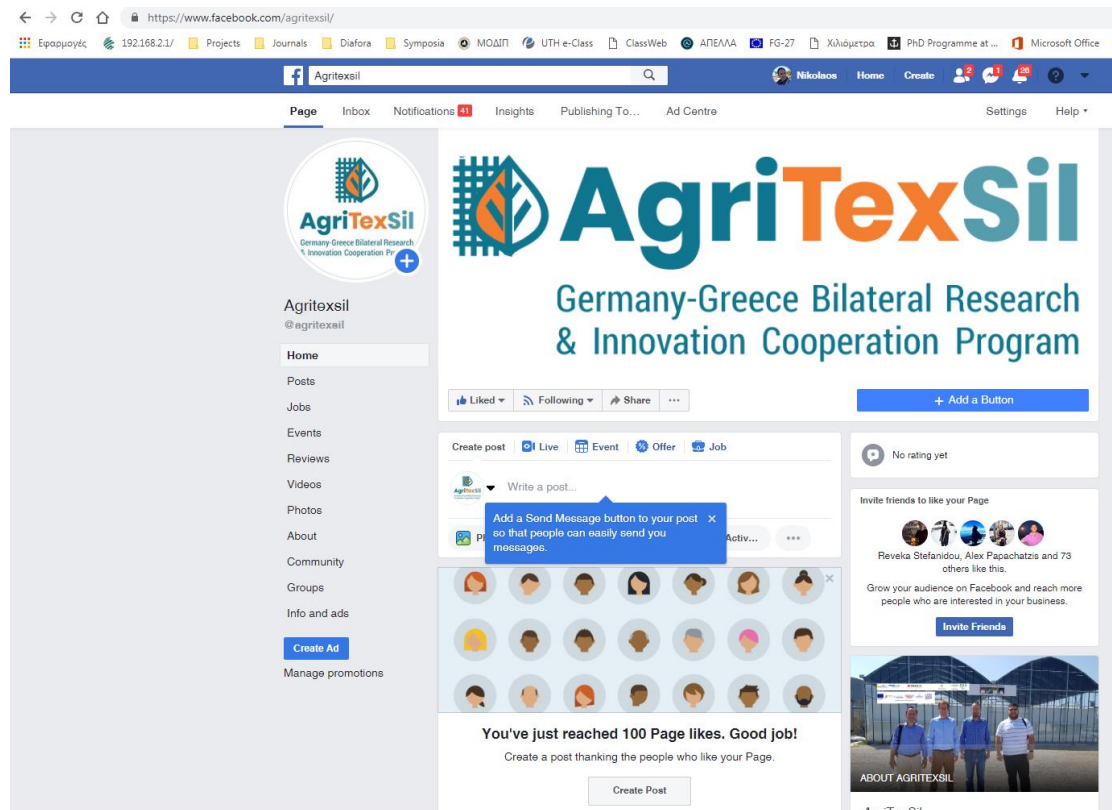 https://www.facebook.com/agritexsil/
Εφαρμογές 192.168.2.1/ Projects Journals Diafora Symposia ΜΟΔΙΠ UTH e-Class ClassWeb ΑΠΕΛΛΑ FG-27 Χιλιόμετρα PhD Programme at ... Microsoft Office
Agritexsil Nikolaos Home Create 2 1 26
Page Inbox Notifications 41 Insights Publishing To... Ad Centre Settings Help
AgriTexSil
Germany-Greece Bilateral Research
& Innovation Cooperation Pr
AgriTexSil
Germany-Greece Bilateral Research
& Innovation Cooperation Program
Agritexsil
@agritexsil
Home
Posts
Jobs
Events
Reviews
Videos
Photos
About
Community
Groups
Info and ads
Create Ad
Manage promotions
Liked Following Share ...
+ Add a Button
Create post Live Event Offer Job
AgriTexSil
Write a post...
Add a Send Message button to your post
so that people can easily send you
messages.
Activ...
You've just reached 100 Page likes. Good job!
Create a post thanking the people who like your Page.
Create Post
No rating yet
Invite friends to like your Page
Reveka Stefanidou, Alex Papachatzis and 73
others like this.
Grow your audience on Facebook and reach more
people who are interested in your business.
Invite Friends
ABOUT AGRITEXSIL